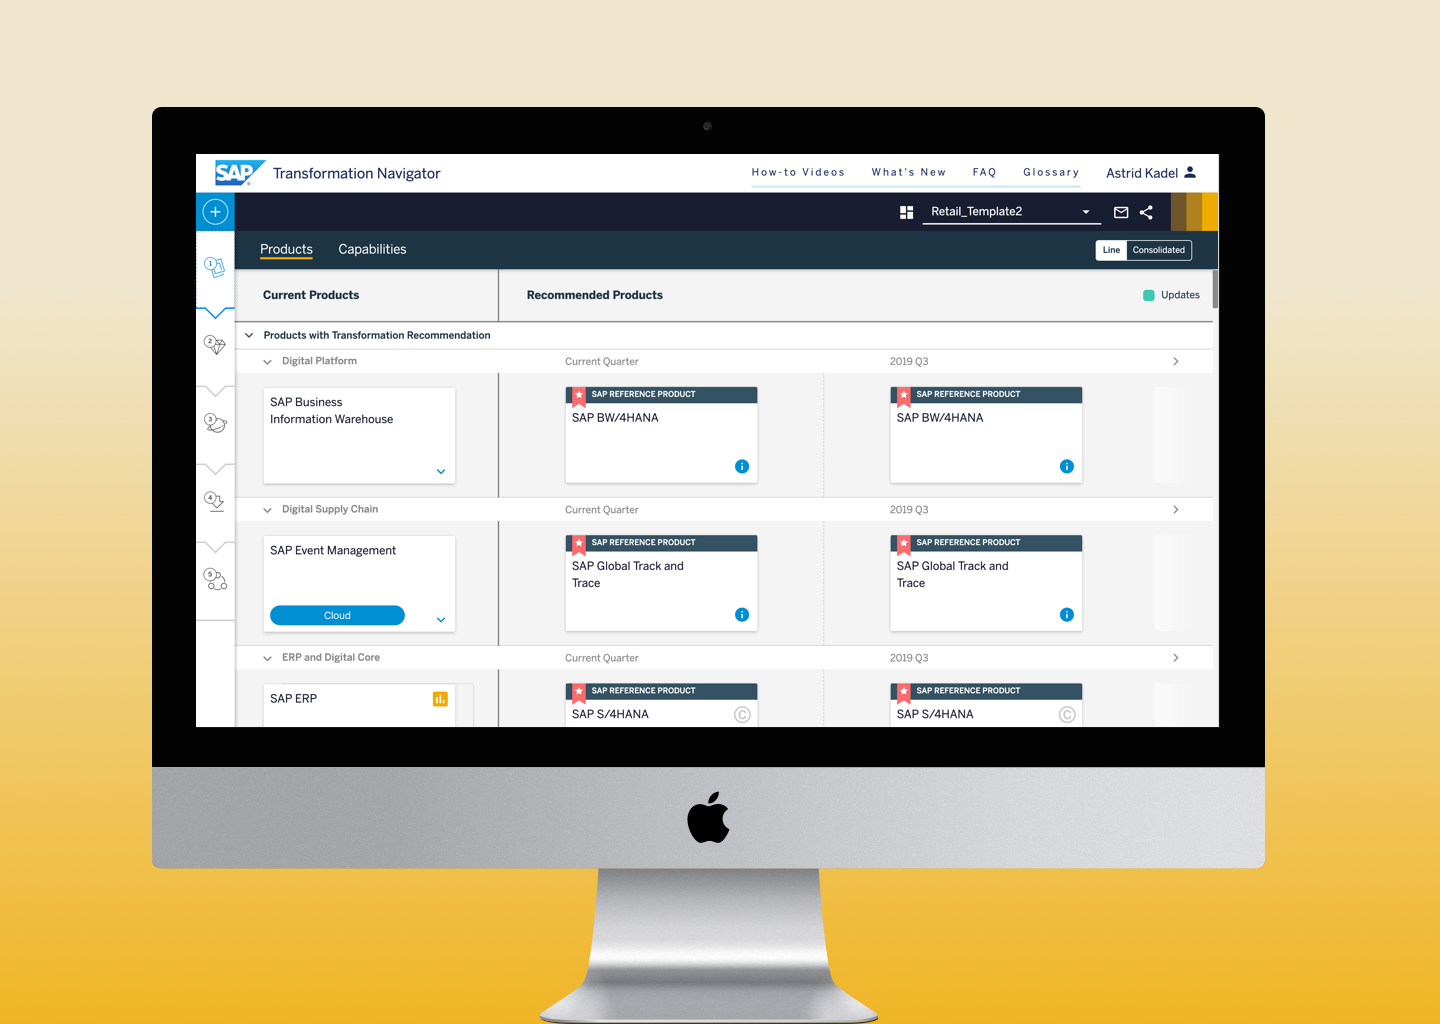 SAP Transformation Navigator
How-to Videos What's New FAQ Glossary Astrid Kadel
Retail_Template2
Products Capabilities Line Consolidated
Current Products Recommended Products Updates
Products with Transformation Recommendation
Digital Platform Current Quarter 2019 Q3
SAP Business
Information Warehouse
SAP REFERENCE PRODUCT
SAP BW/4HANA
SAP REFERENCE PRODUCT
SAP BW/4HANA
Digital Supply Chain Current Quarter 2019 Q3
SAP Event Management
Cloud
SAP REFERENCE PRODUCT
SAP Global Track and
Trace
SAP REFERENCE PRODUCT
SAP Global Track and
Trace
ERP and Digital Core Current Quarter 2019 Q3
SAP ERP
SAP REFERENCE PRODUCT
SAP S/4HANA
C
SAP REFERENCE PRODUCT
SAP S/4HANA
C
1
2
3
4
5